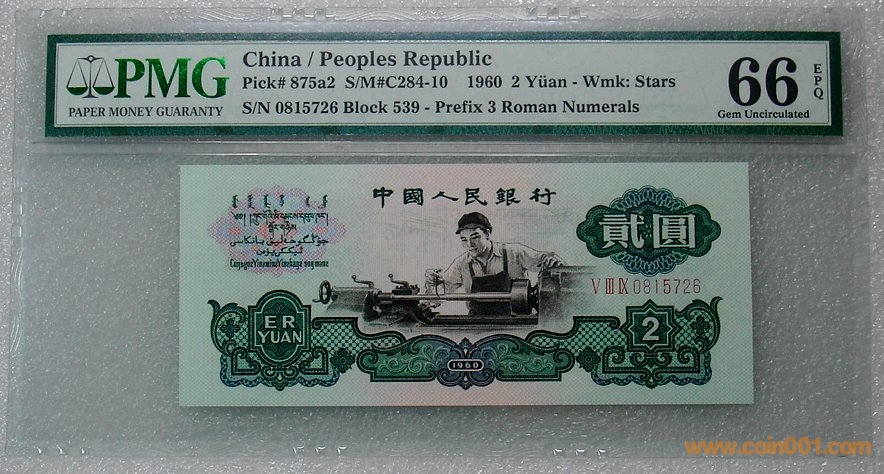 PMG
PAPER MONEY GUARANTY
China / Peoples Republic
Pick# 875a2 S/M#C284-10 1960 2 Yüan - Wmk: Stars
S/N 0815726 Block 539 - Prefix 3 Roman Numerals
66
EPQ
Gem Uncirculated
中國人民銀行
貳圓
V III IX 0815726
ER
YUAN
2
1960
www.coin001.com